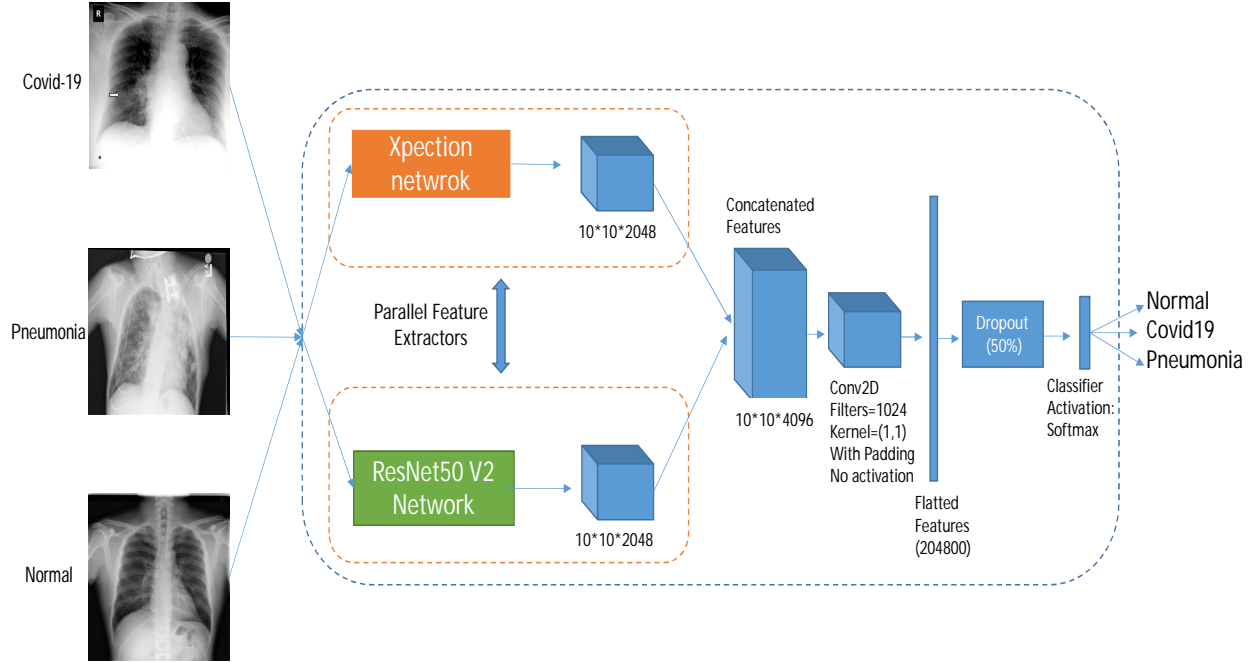 R
Covid-19
Pneumonia
Normal
Xpection
netwrok
10*10*2048
Parallel Feature
Extractors
ResNet50 V2
Network
10*10*2048
Concatenated
Features
10*10*4096
Conv2D
Filters=1024
Kernel=(1,1)
With Padding
No activation
Flatted
Features
(204800)
Dropout
(50%)
Classifier
Activation:
Softmax
Normal
Covid19
Pneumonia